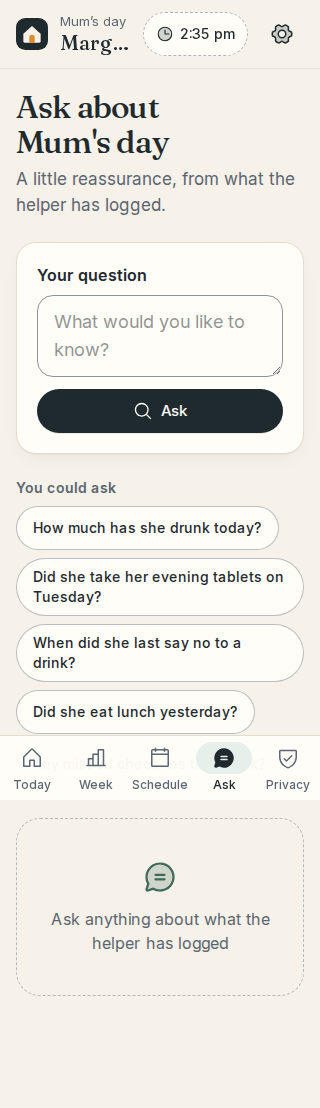 Mum's day
Marg...
2:35 pm
Ask about
Mum's day
A little reassurance, from what the
helper has logged.
Your question
What would you like to
know?
Ask
You could ask
How much has she drunk today?
Did she take her evening tablets on
Tuesday?
When did she last say no to a
drink?
Did she eat lunch yesterday?
Today
Week
Schedule
Ask
Privacy
Ask anything about what the
helper has logged